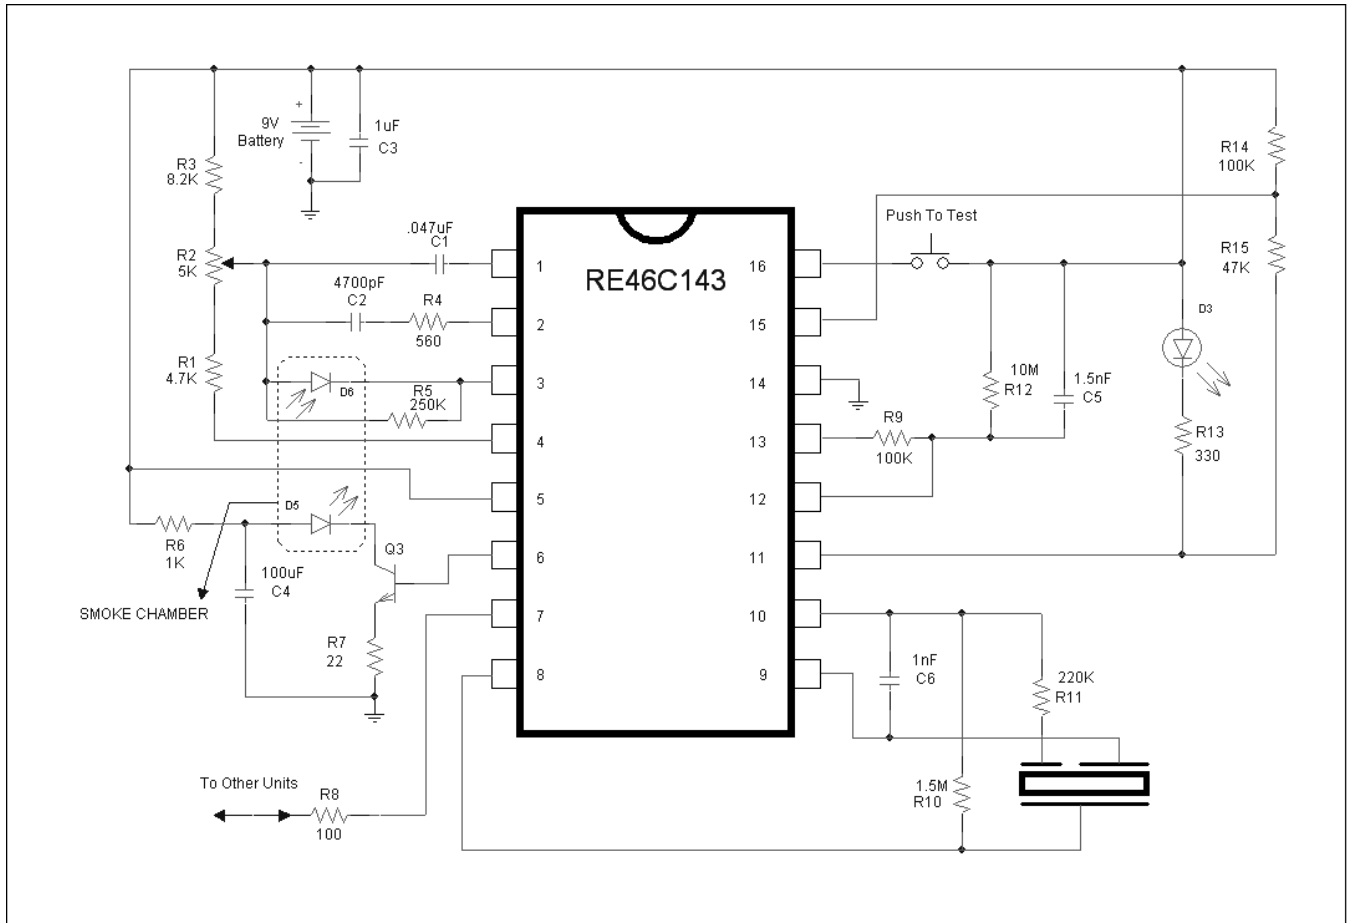 +
9V
Battery
-
1uF
C3
R3
8.2K
R2
5K
R1
4.7K
.047uF
C1
4700pF
C2
R4
560
D6
R5
250K
D5
R6
1K
100uF
C4
SMOKE CHAMBER
Q3
R7
22
To Other Units
R8
100
RE46C143
1
2
3
4
5
6
7
8
16
15
14
13
12
11
10
9
Push To Test
R14
100K
R15
47K
D3
10M
R12
1.5nF
C5
R9
100K
R13
330
1nF
C6
220K
R11
1.5M
R10